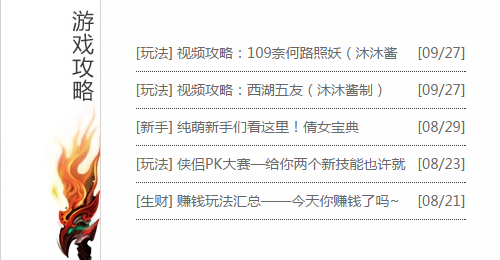 游戏攻略
[玩法] 视频攻略：109奈何路照妖（沐沐酱 [09/27]
[玩法] 视频攻略：西湖五友（沐沐酱制） [09/27]
[新手] 纯萌新手们看这里！倩女宝典 [08/29]
[玩法] 侠侣PK大赛—给你两个新技能也许就 [08/23]
[生财] 赚钱玩法汇总——今天你赚钱了吗~ [08/21]